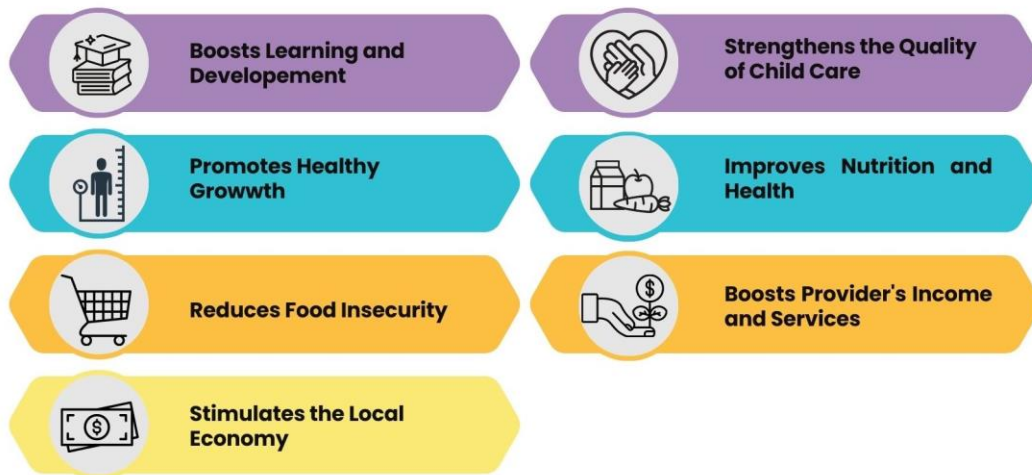 Boosts Learning and
Developement
Strengthens the Quality
of Child Care
Promotes Healthy
Growwth
Improves Nutrition and
Health
Reduces Food Insecurity
Boosts Provider's Income
and Services
Stimulates the Local
Economy